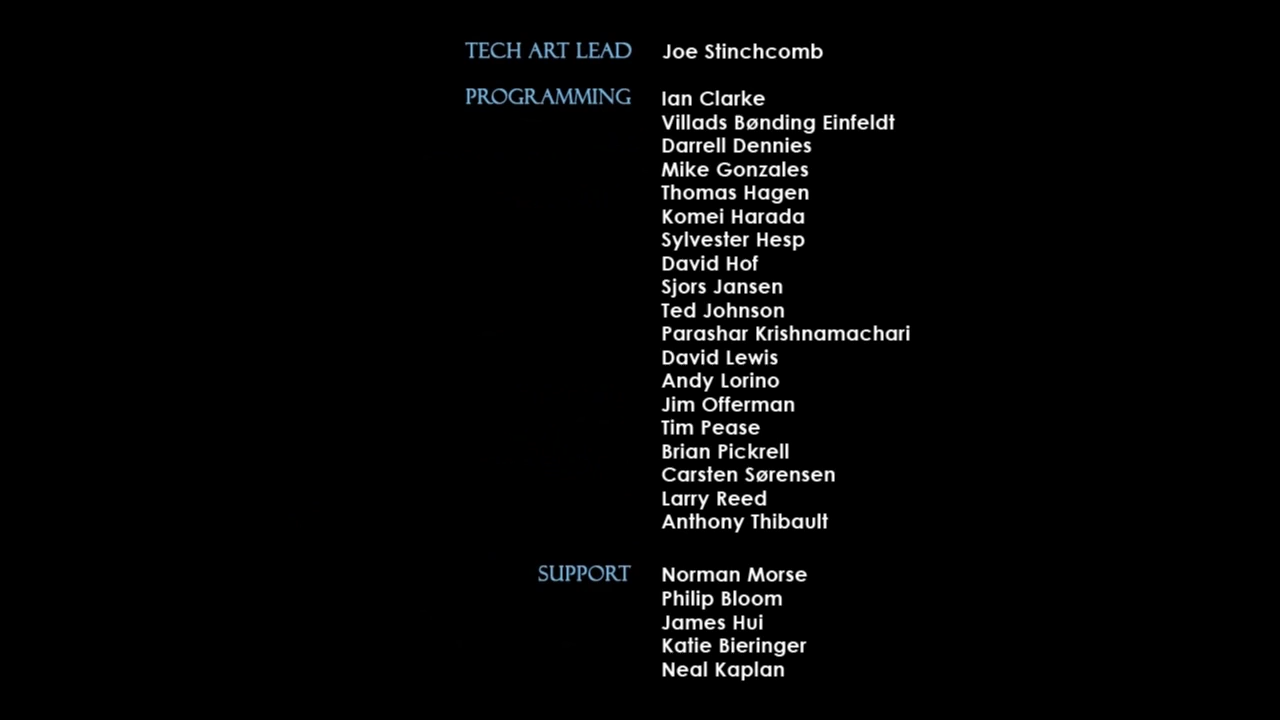 TECH ART LEAD Joe Stinchcomb
PROGRAMMING Ian Clarke
Villads Bønding Einfeldt
Darrell Dennies
Mike Gonzales
Thomas Hagen
Komei Harada
Sylvester Hesp
David Hof
Sjors Jansen
Ted Johnson
Parashar Krishnamachari
David Lewis
Andy Lorino
Jim Offerman
Tim Pease
Brian Pickrell
Carsten Sørensen
Larry Reed
Anthony Thibault
SUPPORT Norman Morse
Philip Bloom
James Hui
Katie Bieringer
Neal Kaplan